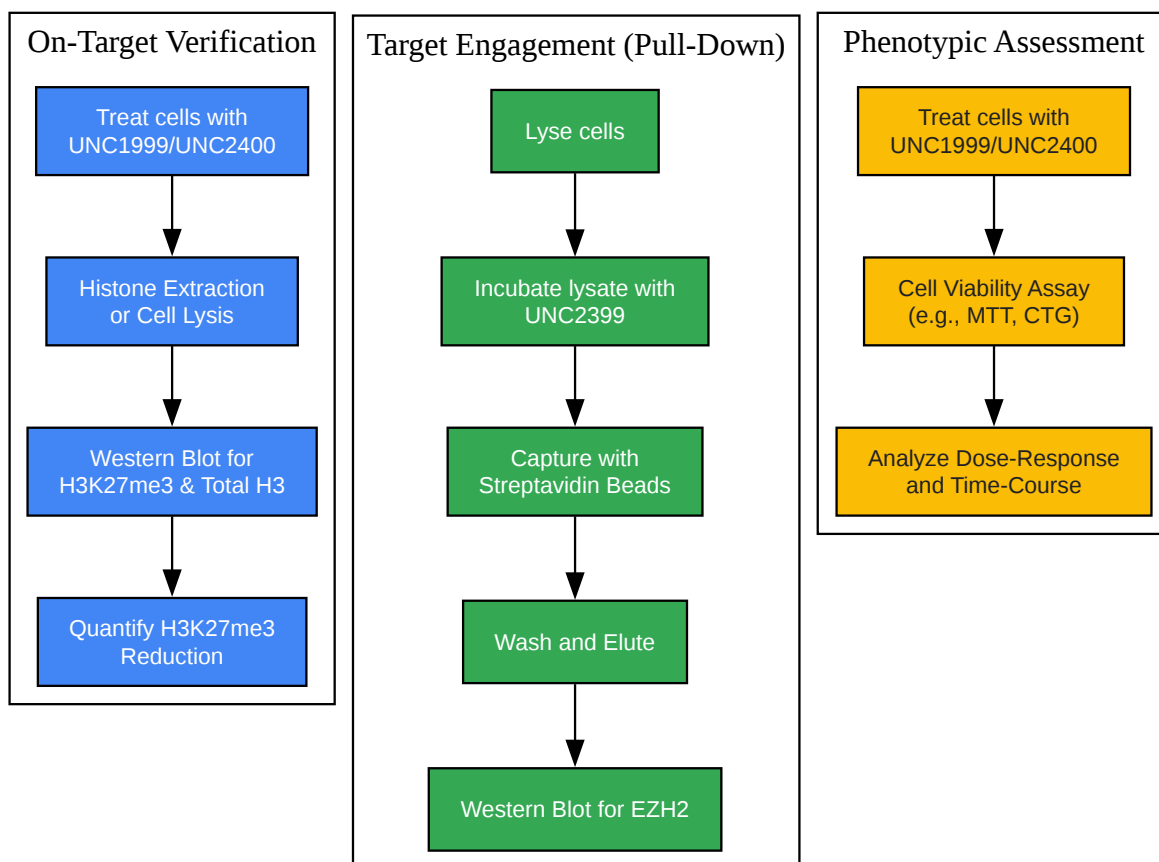 On-Target Verification
Treat cells with
UNC1999/UNC2400
Histone Extraction
or Cell Lysis
Western Blot for
H3K27me3 & Total H3
Quantify H3K27me3
Reduction
Target Engagement (Pull-Down)
Lyse cells
Incubate lysate with
UNC2399
Capture with
Streptavidin Beads
Wash and Elute
Western Blot for EZH2
Phenotypic Assessment
Treat cells with
UNC1999/UNC2400
Cell Viability Assay
(e.g., MTT, CTG)
Analyze Dose-Response
and Time-Course